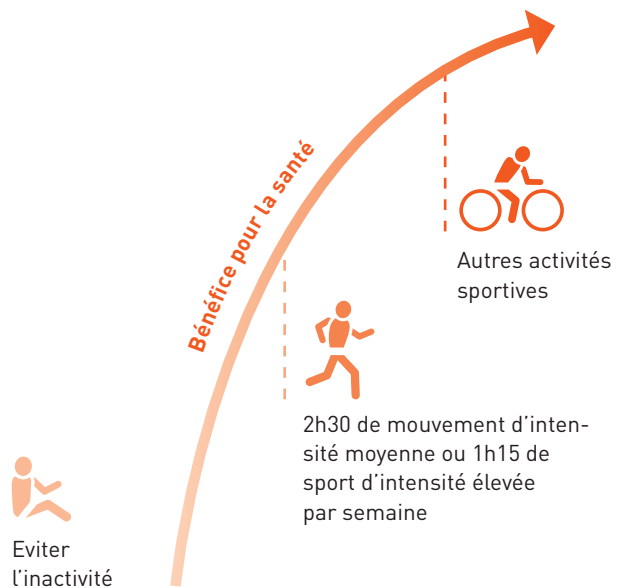 Bénéfice pour la santé
Autres activités
sportives
2h30 de mouvement d’inten-
sité moyenne ou 1h15 de
sport d’intensité élevée
par semaine
Eviter
l’inactivité